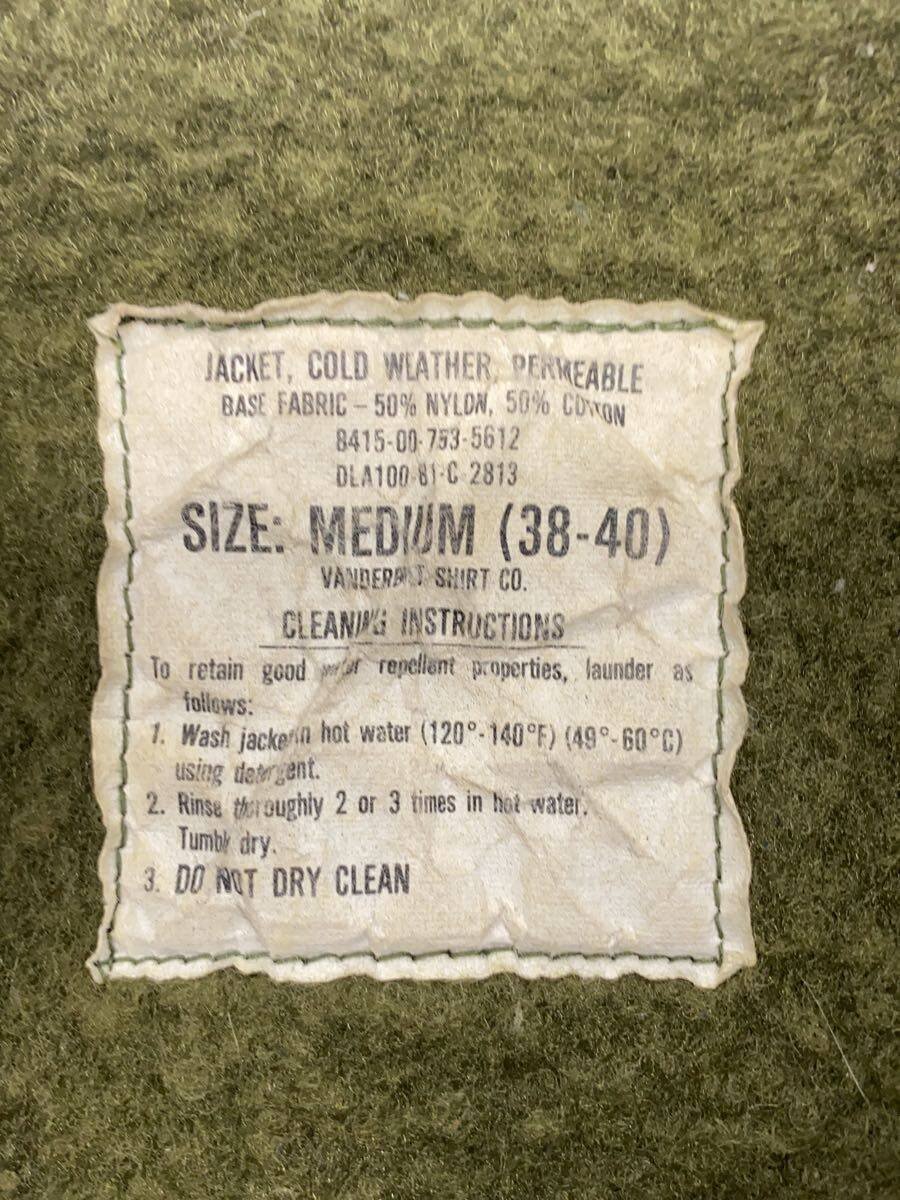 JACKET, COLD WEATHER, PERMEABLE
BASE FABRIC – 50% NYLON, 50% COTTON
8415-00-753-5612
DLA100-81-C-2813
SIZE: MEDIUM (38-40)
VANDERBILT SHIRT CO.
CLEANING INSTRUCTIONS
To retain good water repellent properties, launder as
follows:
1. Wash jacket in hot water (120°-140°F) (49°-60°C)
using detergent.
2. Rinse thoroughly 2 or 3 times in hot water.
Tumble dry.
3. DO NOT DRY CLEAN